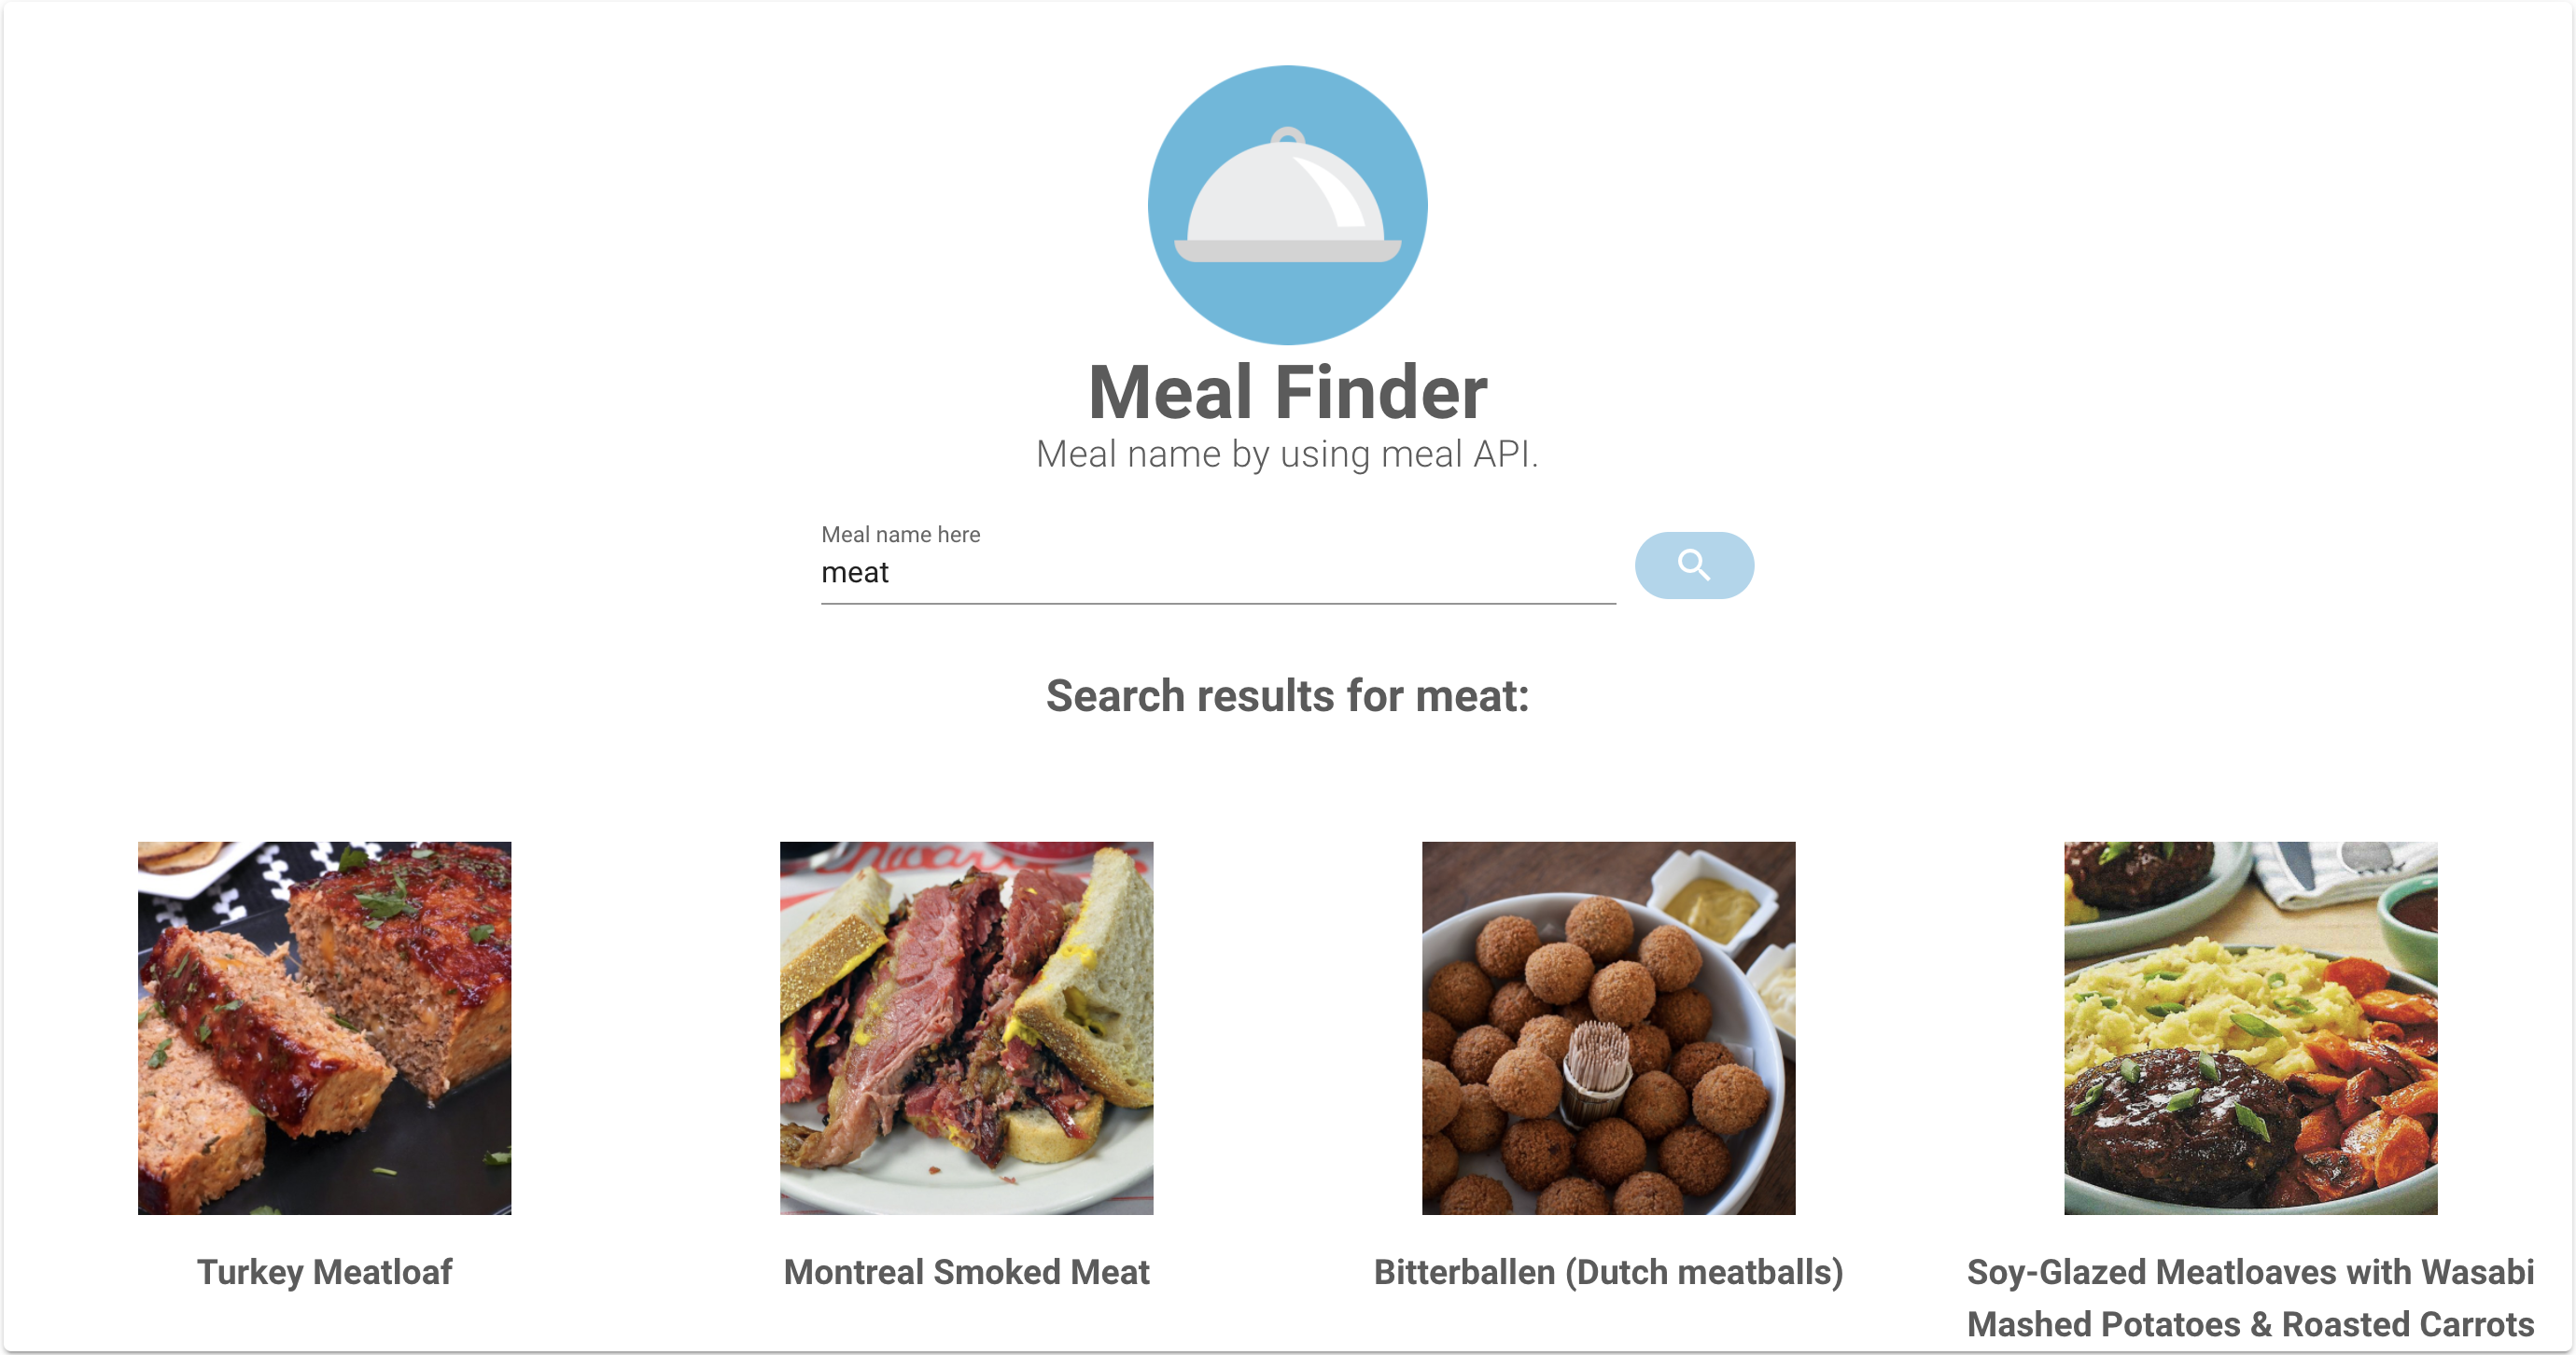 Meal Finder
Meal name by using meal API.
Meal name here
meat
Search results for meat:
Turkey Meatloaf
Montreal Smoked Meat
Bitterballen (Dutch meatballs)
Soy-Glazed Meatloaves with Wasabi
Mashed Potatoes & Roasted Carrots